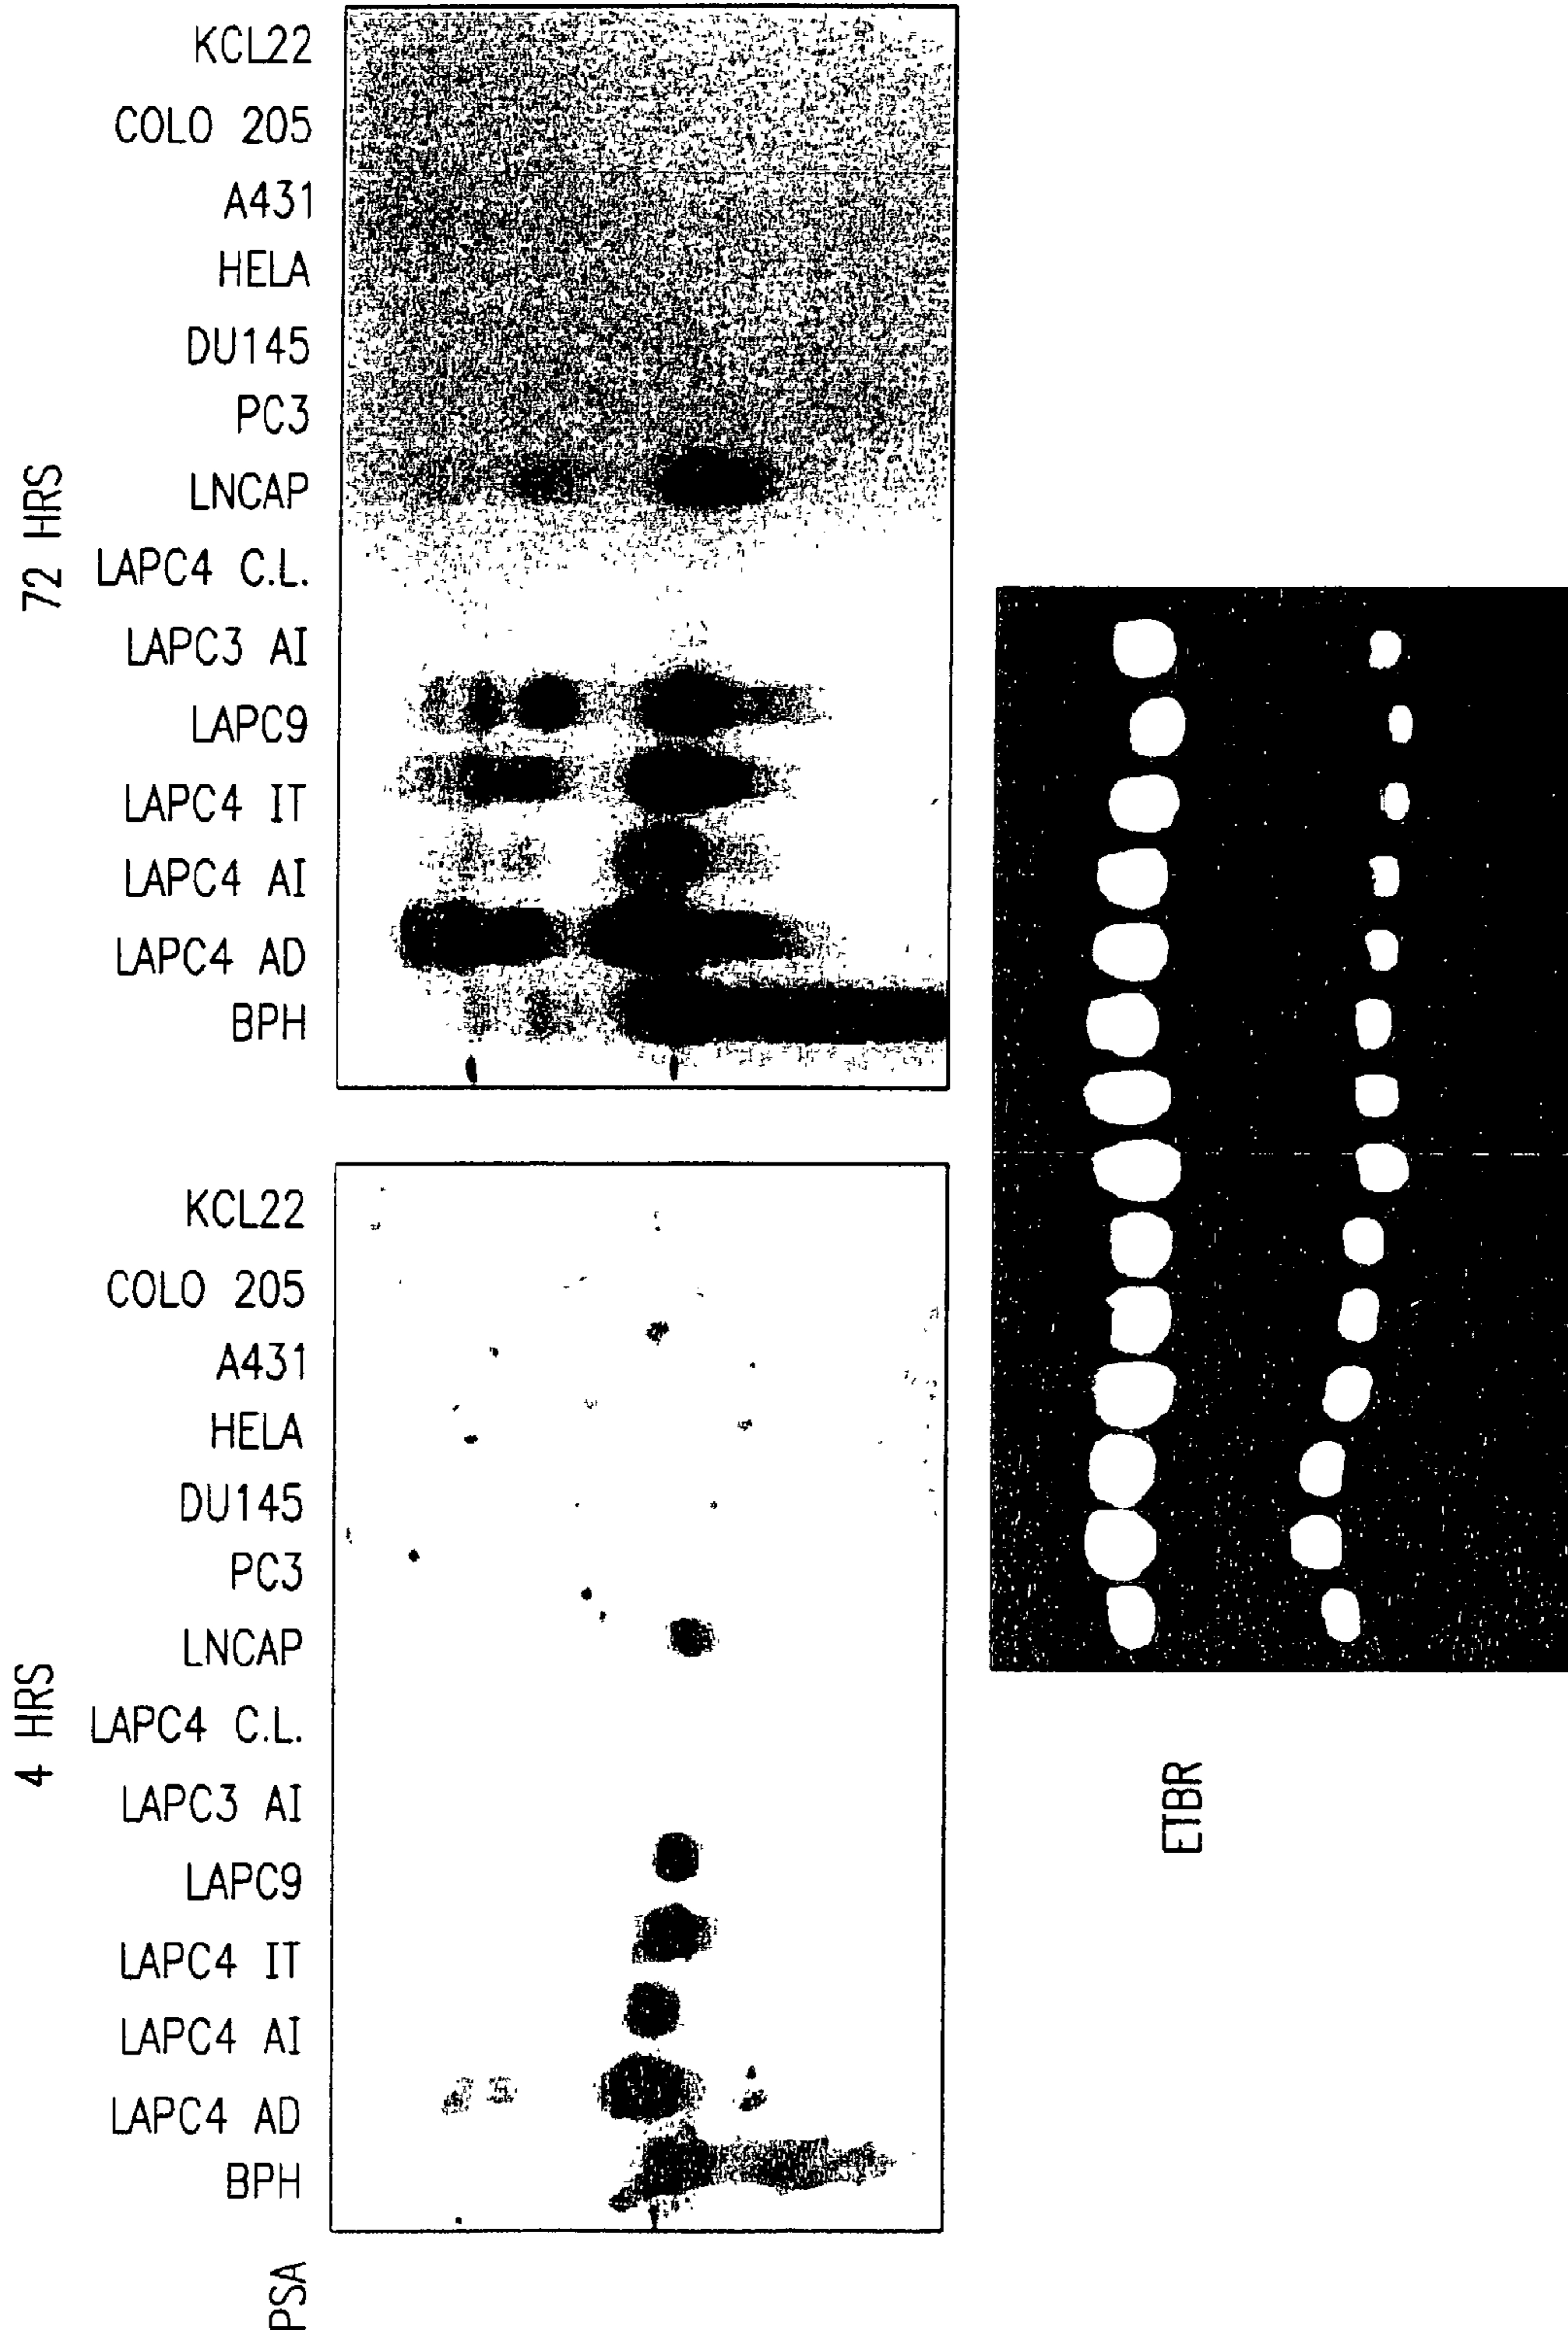 72 HRS
KCL22
COLO 205
A431
HELA
DU145
PC3
LNCAP
LAPC4 C.L.
LAPC3 AI
LAPC9
LAPC4 IT
LAPC4 AI
LAPC4 AD
BPH
4 HRS
KCL22
COLO 205
A431
HELA
DU145
PC3
LNCAP
LAPC4 C.L.
LAPC3 AI
LAPC9
LAPC4 IT
LAPC4 AI
LAPC4 AD
BPH
PSA
ETBR